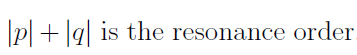 |p| + |q| is the resonance order